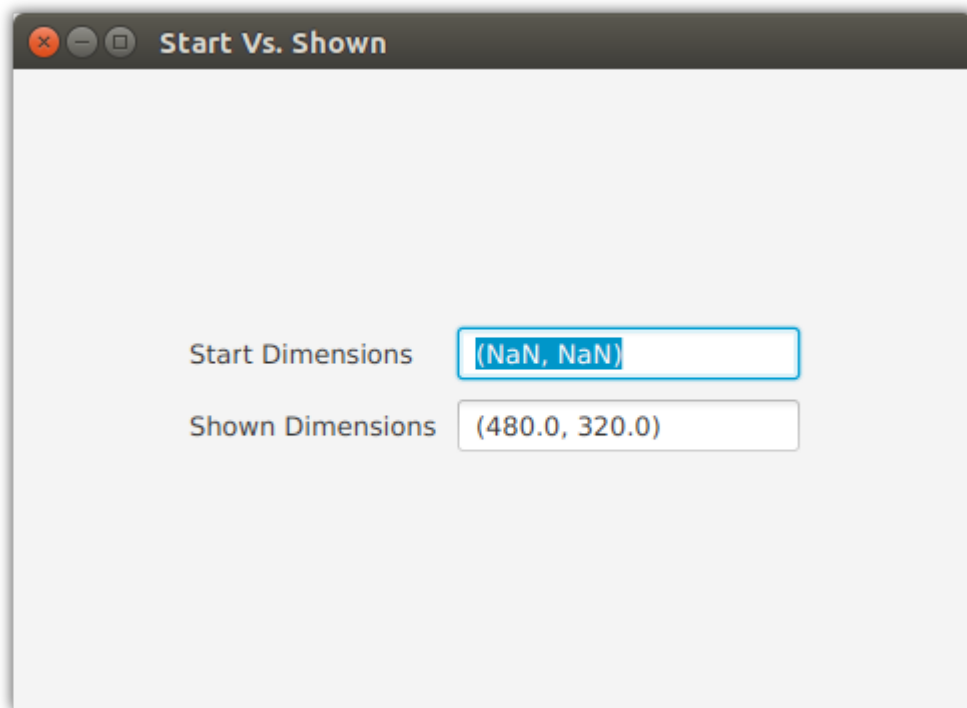 Start Vs. Shown
Start Dimensions (NaN, NaN)
Shown Dimensions (480.0, 320.0)